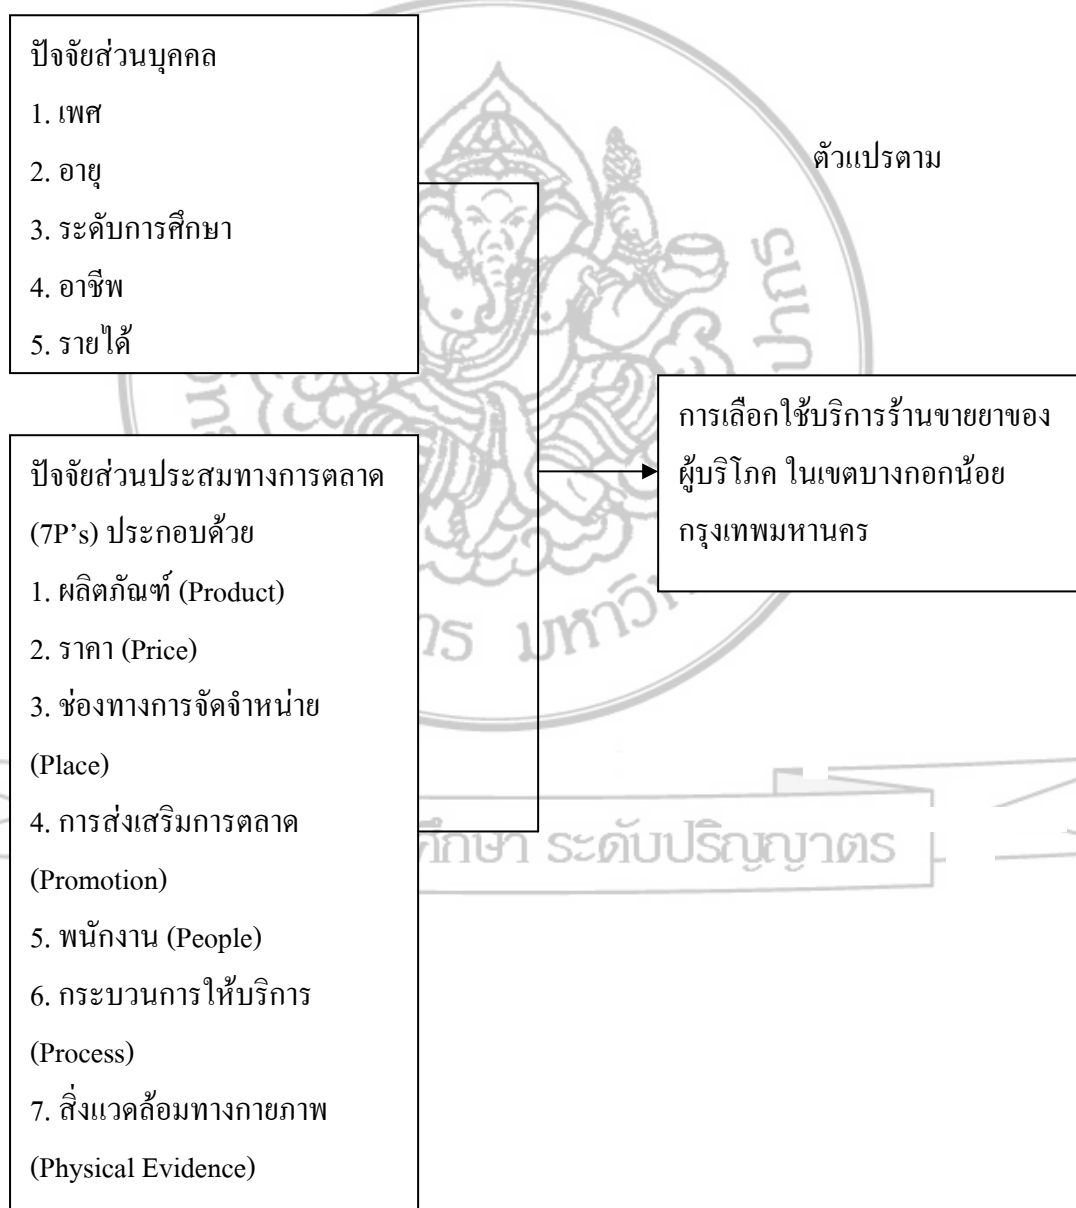 ปัจจัยส่วนบุคคล
1. เพศ
2. อายุ
3. ระดับการศึกษา
4. อาชีพ
5. รายได้
ตัวแปรตาม
การเลือกใช้บริการร้านขายยาของ
ผู้บริโภค ในเขตบางกอกน้อย
กรุงเทพมหานคร
ปัจจัยส่วนประสมทางการตลาด
(7P’s) ประกอบด้วย
1. ผลิตภัณฑ์ (Product)
2. ราคา (Price)
3. ช่องทางการจัดจำหน่าย
(Place)
4. การส่งเสริมการตลาด
(Promotion)
5. พนักงาน (People)
6. กระบวนการให้บริการ
(Process)
7. สิ่งแวดล้อมทางกายภาพ
(Physical Evidence)
ระดับปริญญาตร